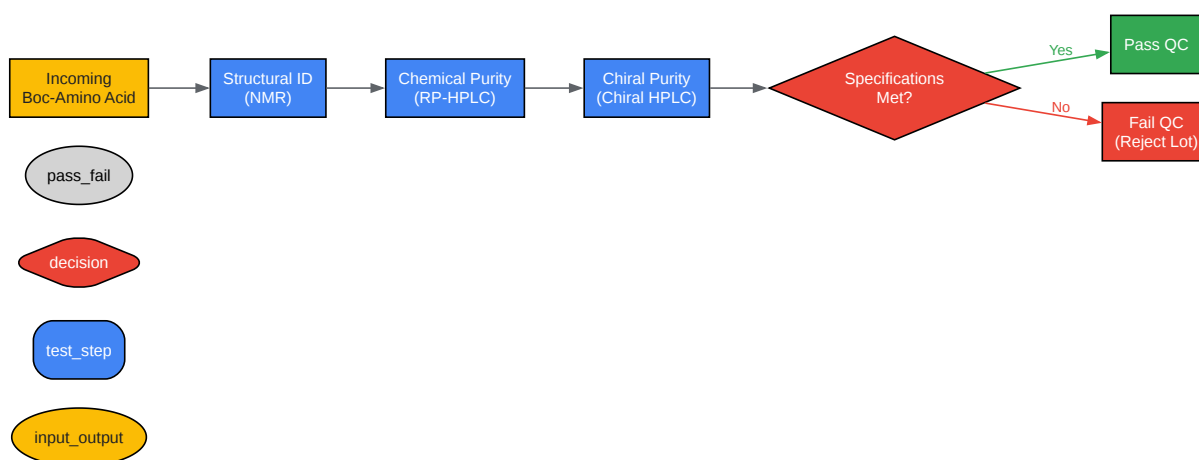 Incoming
Boc-Amino Acid
Structural ID
(NMR)
Chemical Purity
(RP-HPLC)
Chiral Purity
(Chiral HPLC)
Specifications
Met?
Yes
Pass QC
No
Fail QC
(Reject Lot)
pass_fail
decision
test_step
input_output